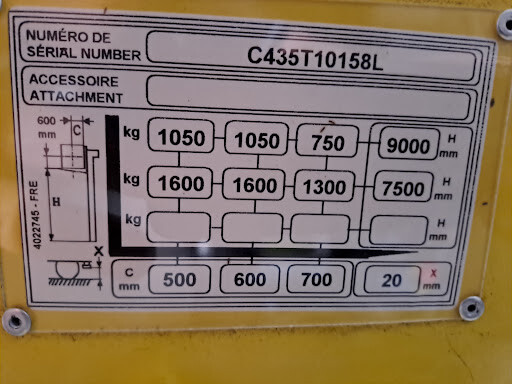 NUMÉRO DE
SÉRIAL NUMBER
C435T10158L
ACCESSOIRE
ATTACHMENT
600
mm
C
H
X
4022745 - FRE
kg 1050 1050 750 9000 H mm
kg 1600 1600 1300 7500 H mm
kg H mm
C mm 500 600 700 20 X mm